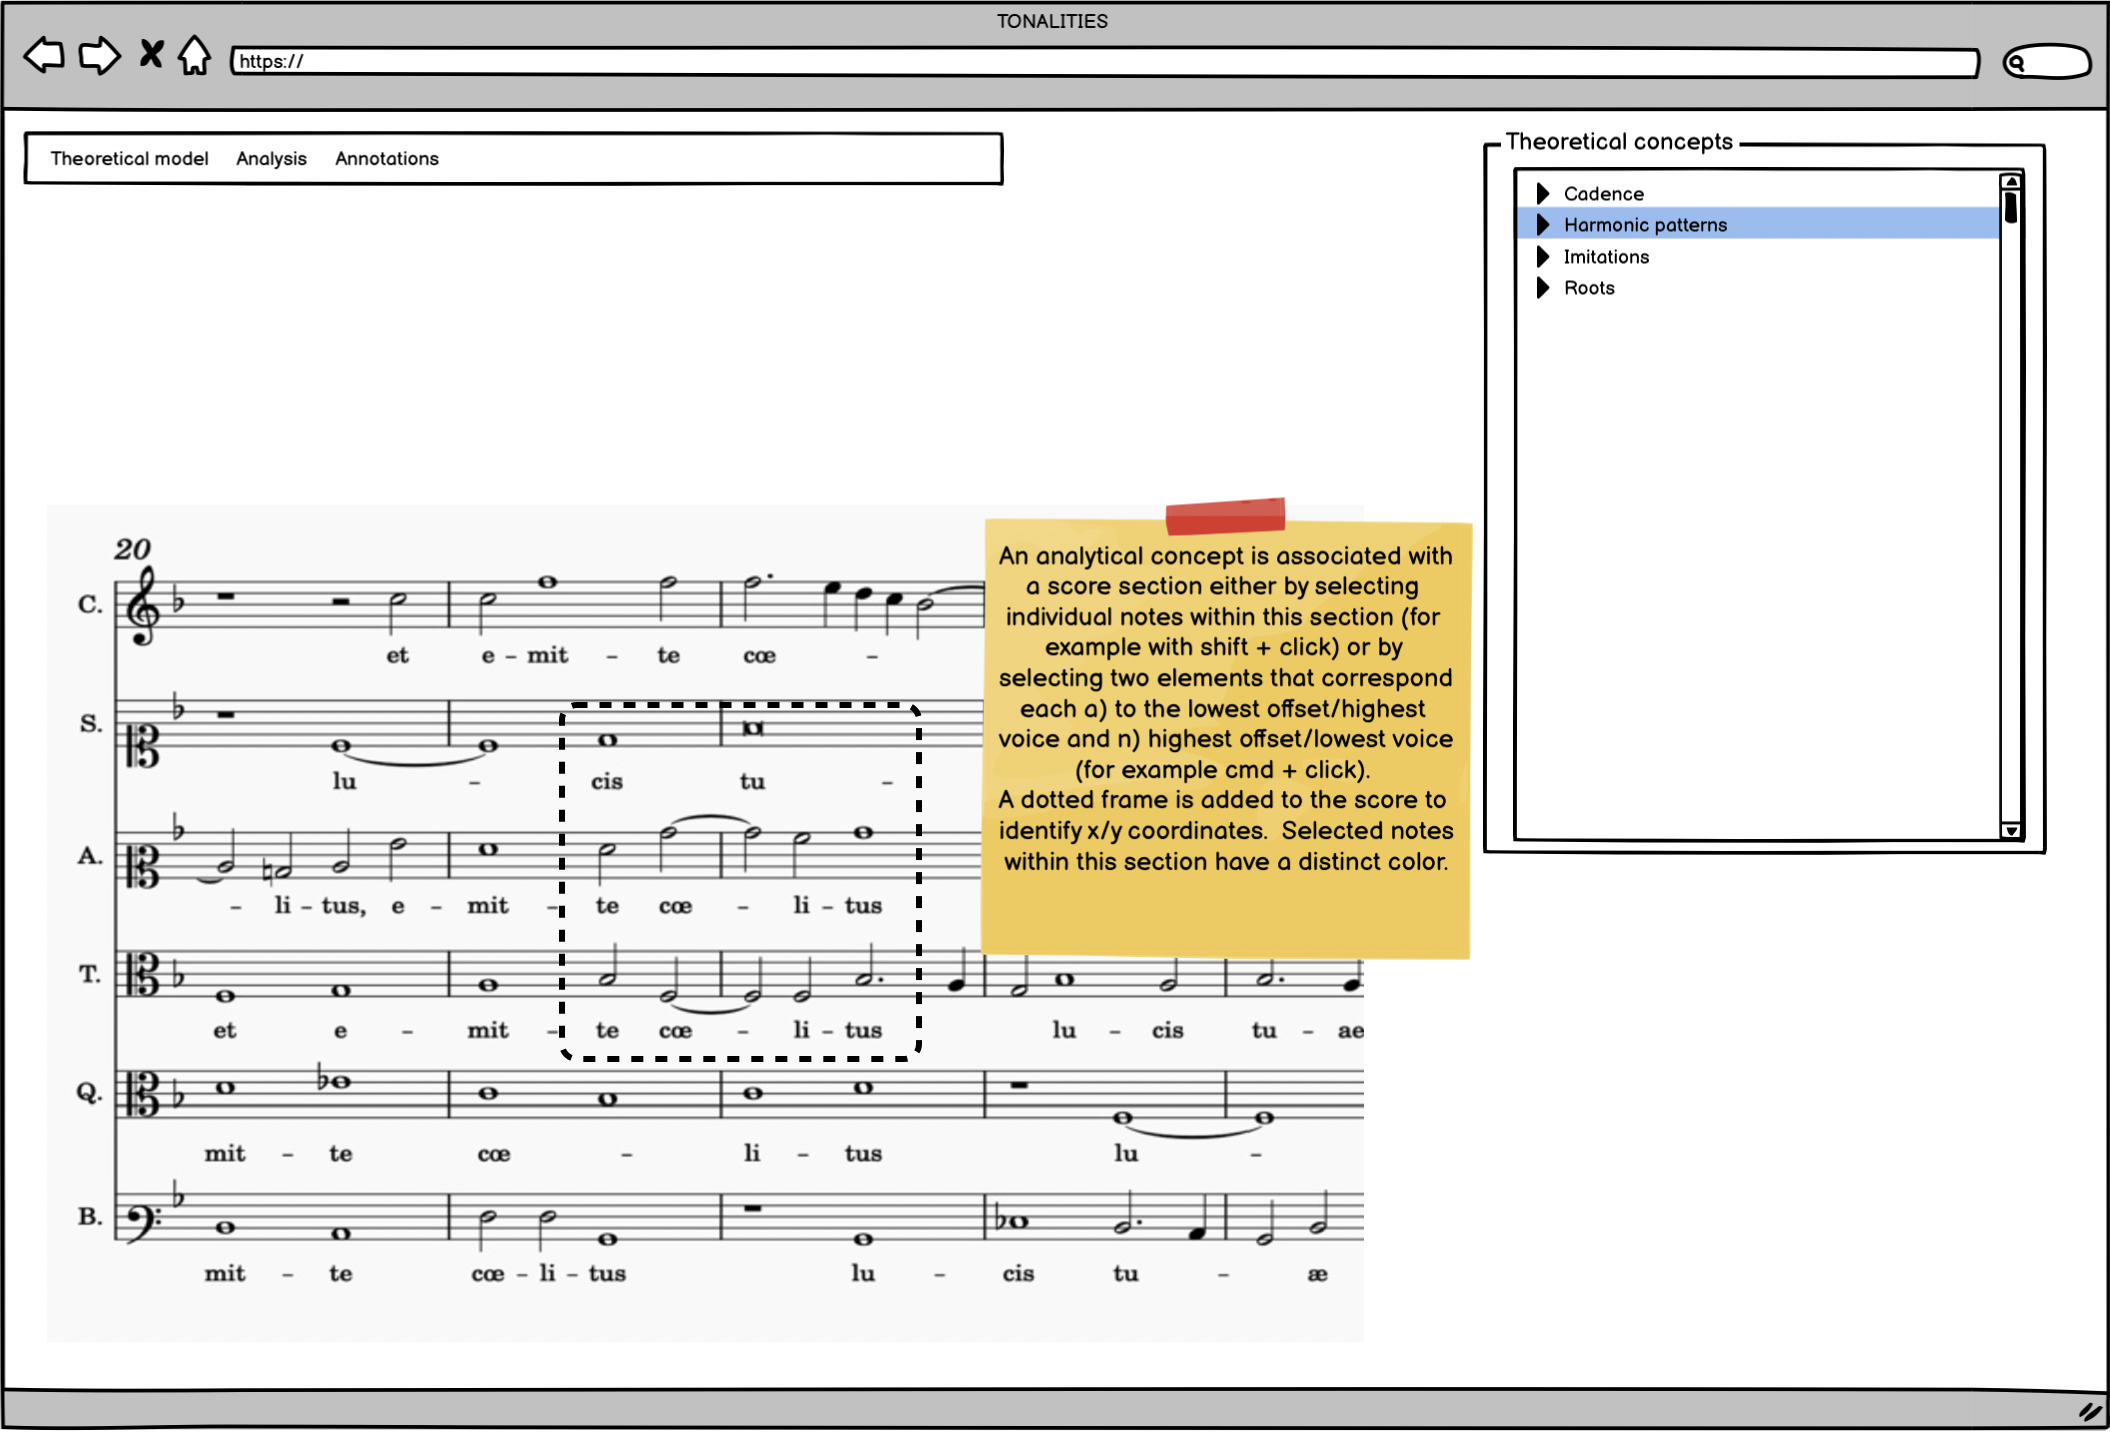 TONALITIES
https://
Theoretical model Analysis Annotations
Theoretical concepts
Cadence
Harmonic patterns
Imitations
Roots
20
C.
et e - mit - te cœ -
S.
lu - cis tu -
A.
- li - tus, e - mit - te cœ - li - tus
T.
et e - mit - te cœ - li - tus lu - cis tu - ae
Q.
mit - te cœ - li - tus lu -
B.
mit - te cœ - li - tus lu - cis tu - æ
An analytical concept is associated with
a score section either by selecting
individual notes within this section (for
example with shift + click) or by
selecting two elements that correspond
each a) to the lowest offset/highest
voice and n) highest offset/lowest voice
(for example cmd + click).
A dotted frame is added to the score to
identify x/y coordinates. Selected notes
within this section have a distinct color.